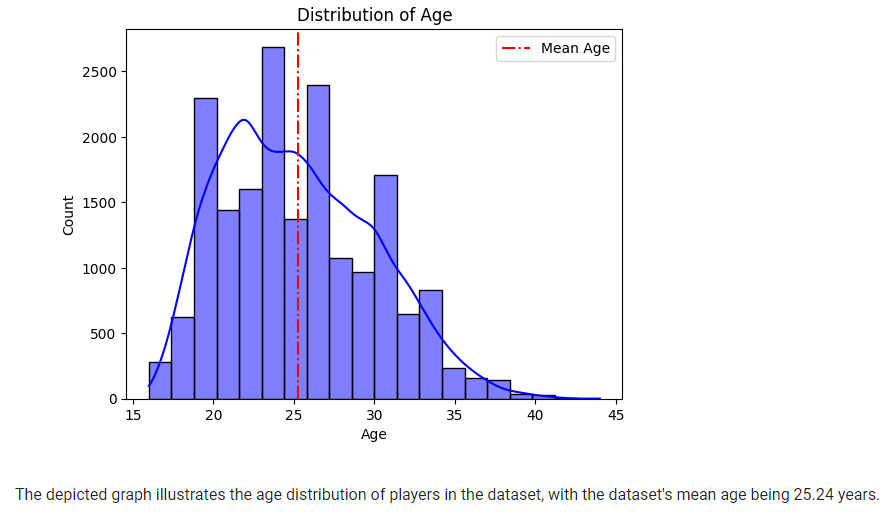 Distribution of Age
Mean Age
2500
2000
1500
1000
500
0
Count
15 20 25 30 35 40 45
Age
The depicted graph illustrates the age distribution of players in the dataset, with the dataset's mean age being 25.24 years.